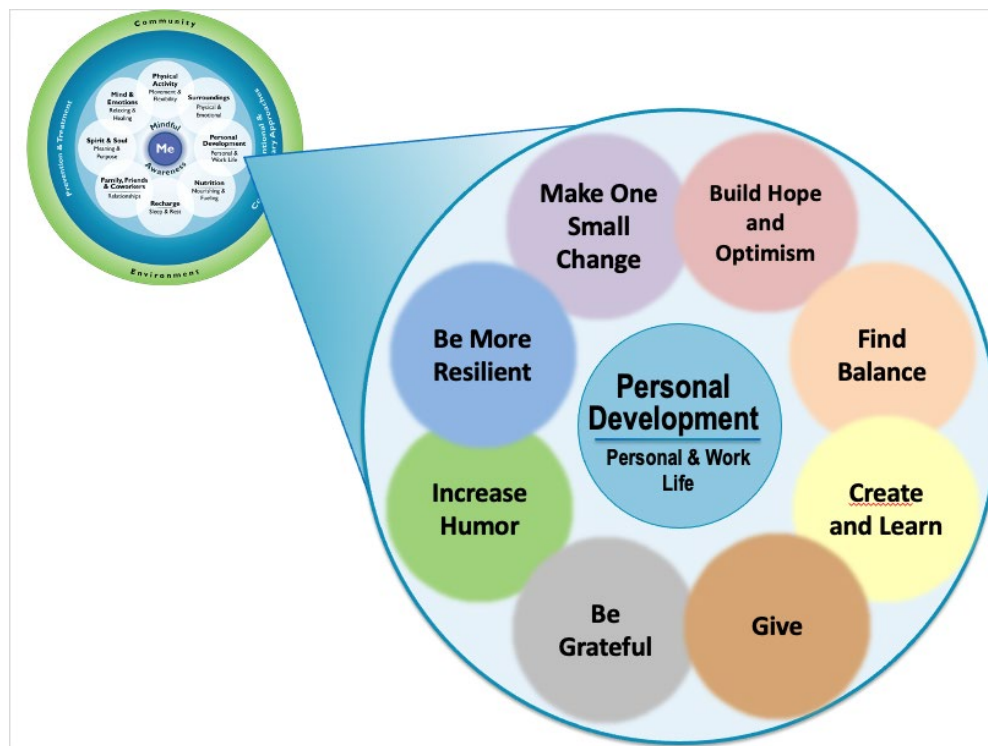 Community
Physical
Activity
Movement &
Flexibility
Mind &
Emotions
Relaxing &
Healing
Surroundings
Physical &
Emotional
Prevention & Treatment
Spirit & Soul
Meaning &
Purpose
Mindful
Me
Awareness
Personal
Development
Personal &
Work Life
Family, Friends
& Coworkers
Relationships
Nutrition
Nourishing &
Fueling
Recharge
Sleep & Rest
Environment
Make One
Small
Change
Build Hope
and
Optimism
Be More
Resilient
Find
Balance
Personal
Development
Personal & Work
Life
Increase
Humor
Create
and Learn
Be
Grateful
Give